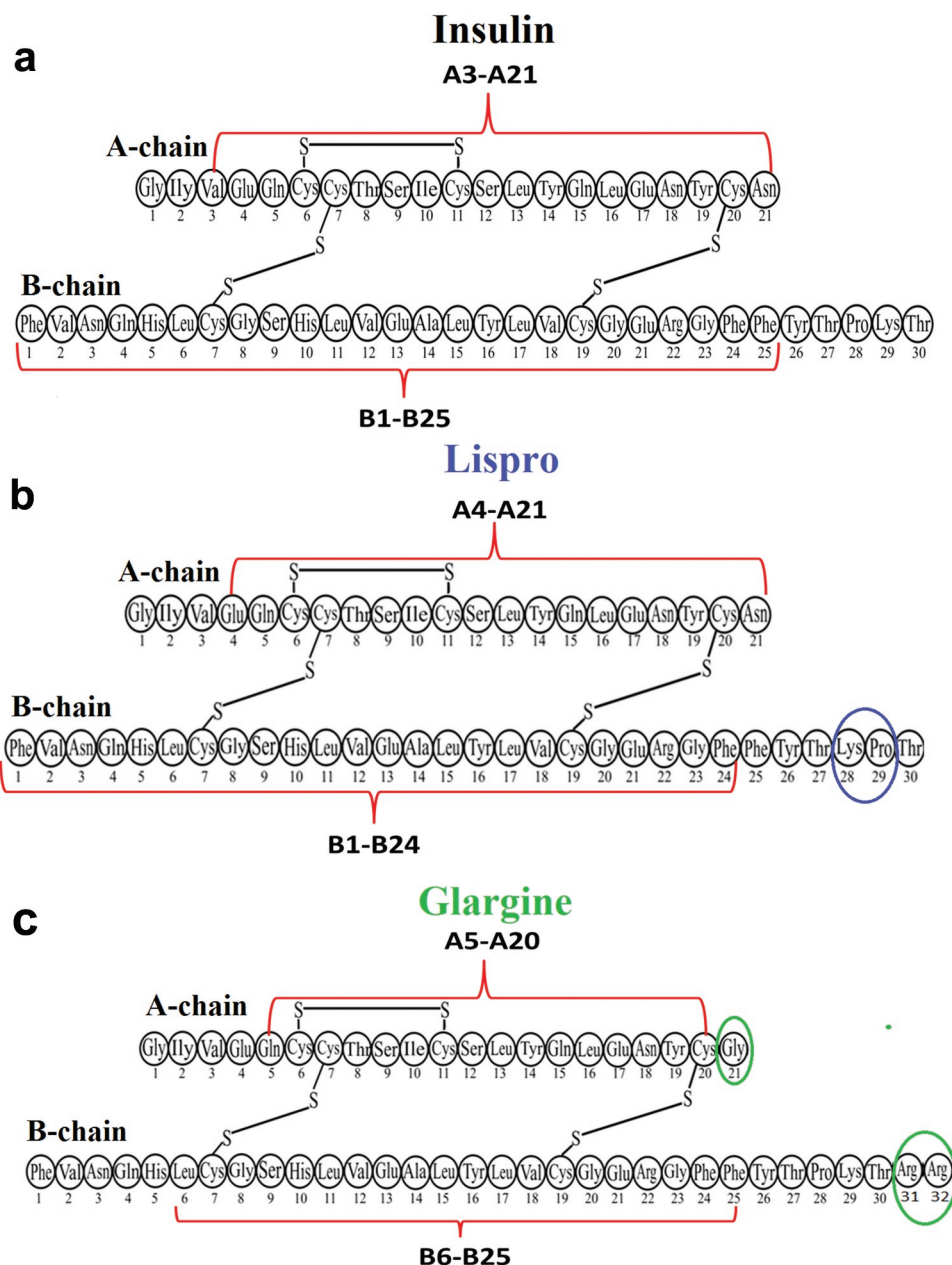 a
Insulin
A3-A21
A-chain
S S
Gly Ily Val Glu Gln Cys Cys Thr Ser Ile Cys Ser Leu Tyr Gln Leu Glu Asn Tyr Cys Asn
1 2 3 4 5 6 7 8 9 10 11 12 13 14 15 16 17 18 19 20 21
S S
S S
B-chain
Phe Val Asn Gln His Leu Cys Gly Ser His Leu Val Glu Ala Leu Tyr Leu Val Cys Gly Glu Arg Gly Phe Phe Tyr Thr Pro Lys Thr
1 2 3 4 5 6 7 8 9 10 11 12 13 14 15 16 17 18 19 20 21 22 23 24 25 26 27 28 29 30
B1-B25
b
Lispro
A4-A21
A-chain
S S
Gly Ily Val Glu Gln Cys Cys Thr Ser Ile Cys Ser Leu Tyr Gln Leu Glu Asn Tyr Cys Asn
1 2 3 4 5 6 7 8 9 10 11 12 13 14 15 16 17 18 19 20 21
S S
S S
B-chain
Phe Val Asn Gln His Leu Cys Gly Ser His Leu Val Glu Ala Leu Tyr Leu Val Cys Gly Glu Arg Gly Phe Phe Tyr Thr Lys Pro Thr
1 2 3 4 5 6 7 8 9 10 11 12 13 14 15 16 17 18 19 20 21 22 23 24 25 26 27 28 29 30
B1-B24
c
Glargine
A5-A20
A-chain
S S
Gly Ily Val Glu Gln Cys Cys Thr Ser Ile Cys Ser Leu Tyr Gln Leu Glu Asn Tyr Cys Gly
1 2 3 4 5 6 7 8 9 10 11 12 13 14 15 16 17 18 19 20 21
S S
S S
B-chain
Phe Val Asn Gln His Leu Cys Gly Ser His Leu Val Glu Ala Leu Tyr Leu Val Cys Gly Glu Arg Gly Phe Phe Tyr Thr Pro Lys Thr Arg Arg
1 2 3 4 5 6 7 8 9 10 11 12 13 14 15 16 17 18 19 20 21 22 23 24 25 26 27 28 29 30 31 32
B6-B25